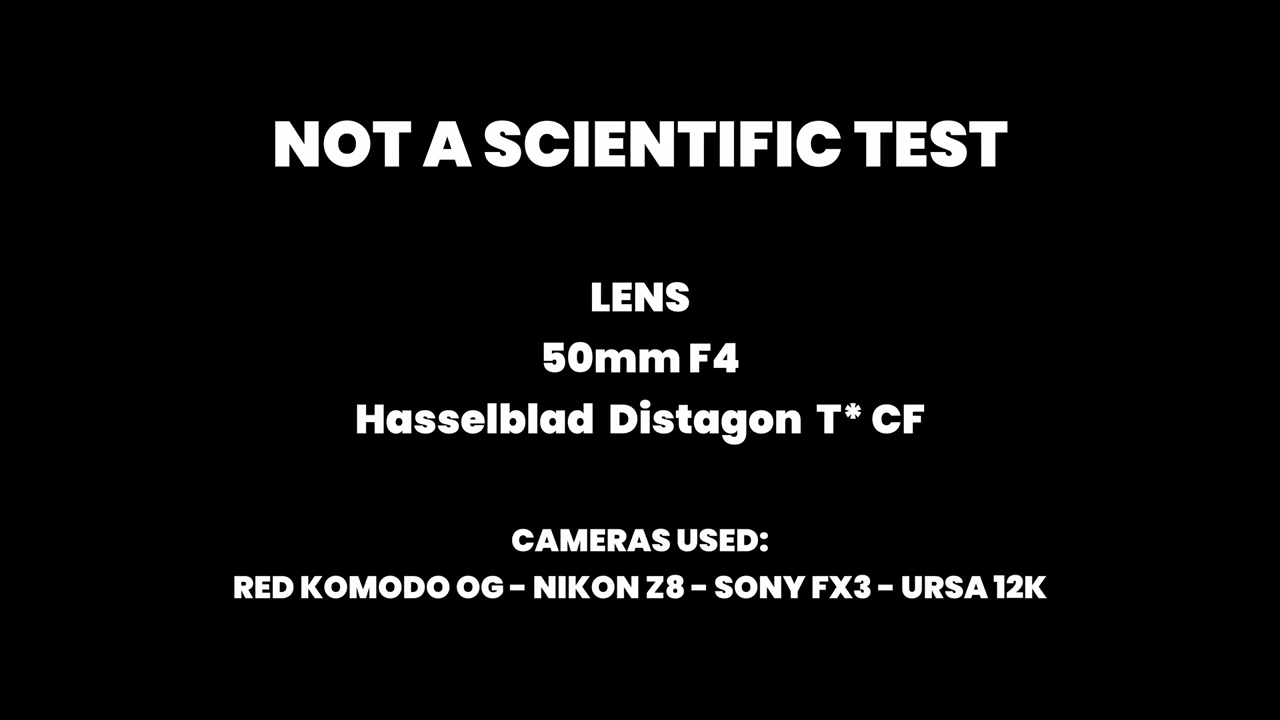 NOT A SCIENTIFIC TEST
LENS
50mm F4
Hasselblad Distagon T* CF
CAMERAS USED:
RED KOMODO OG - NIKON Z8 - SONY FX3 - URSA 12K